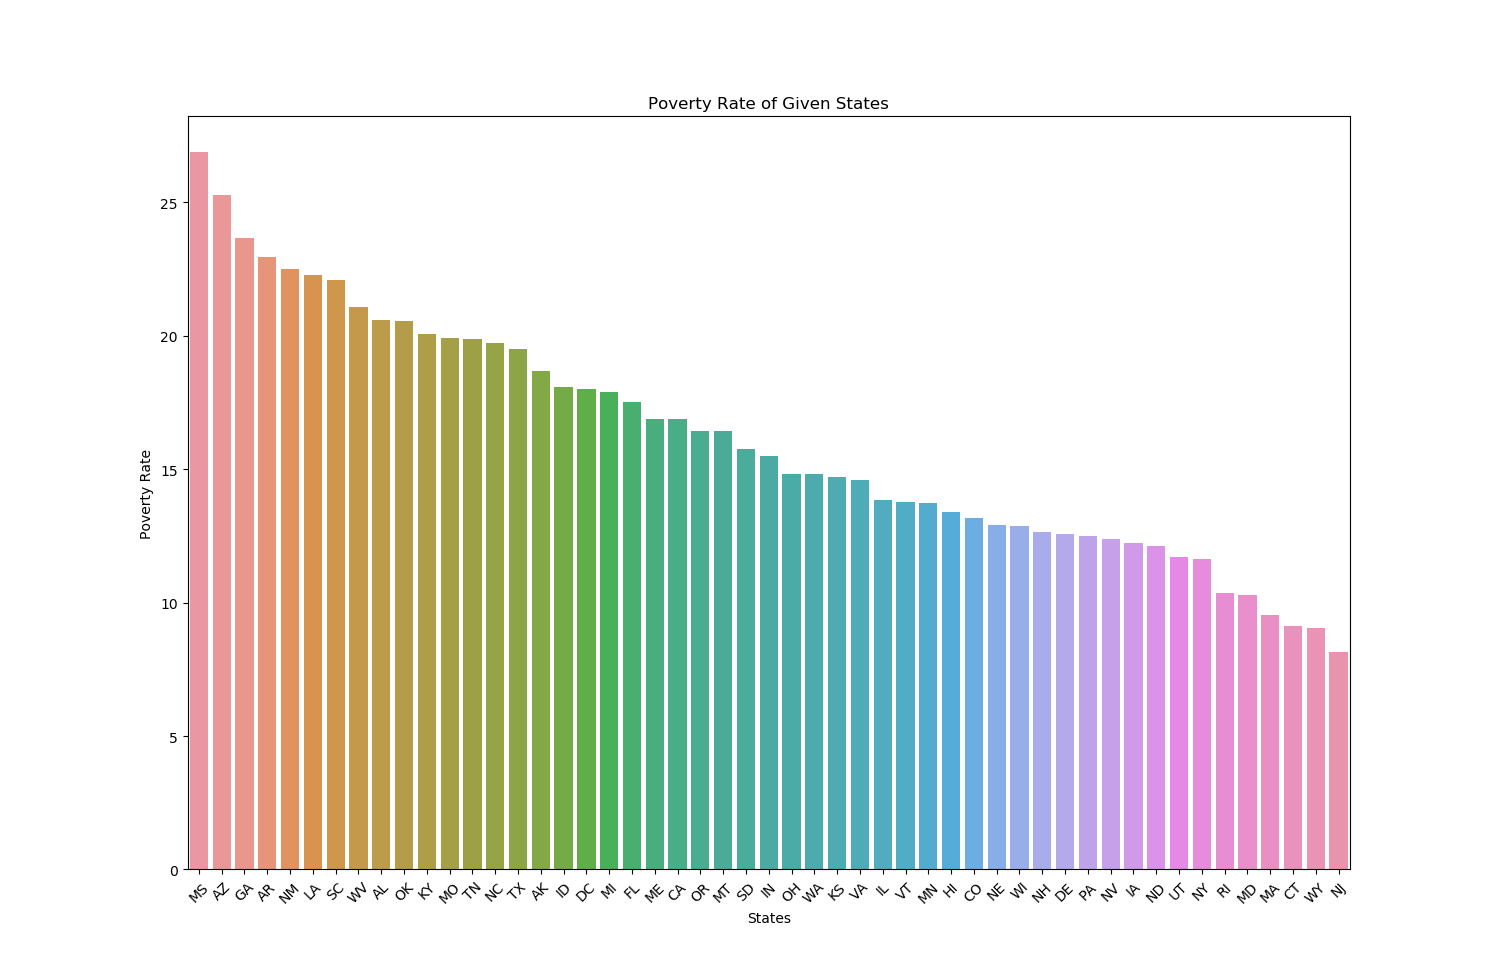 Poverty Rate of Given States
25
20
15
10
5
0
Poverty Rate
MS AZ GA AR NM LA SC WV AL OK KY MO TN NC TX AK ID DC MI FL ME CA OR MT SD IN OH WA KS VA IL VT MN HI CO NE WI NH DE PA NV IA ND UT NY RI MD MA CT WY NJ
States